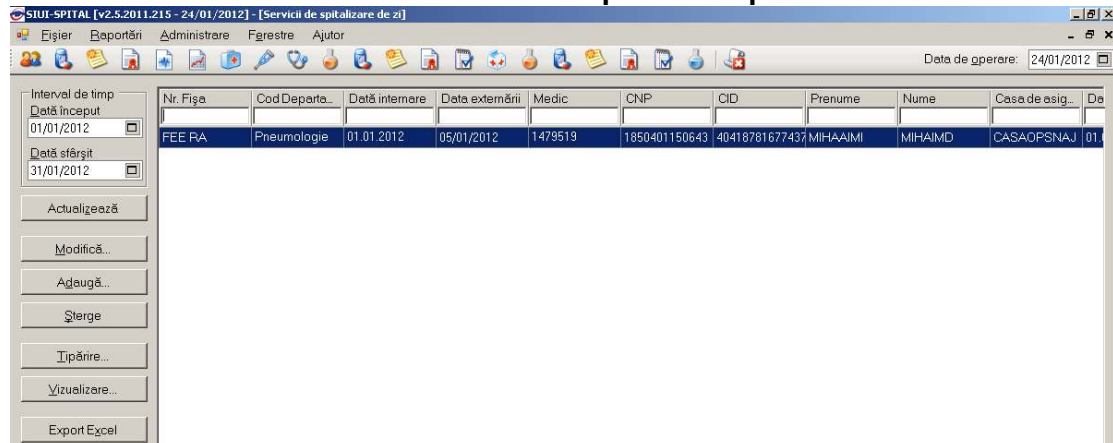 SIUI-SPITAL [v2.5.2011.215 - 24/01/2012] - [Servicii de spitalizare de zi]
Fişier Raportări Administrare Ferestre Ajutor
Data de operare: 24/01/2012
Interval de timp
Dată început
01/01/2012
Dată sfârşit
31/01/2012
Actualizează
Modifică...
Adaugă...
Şterge
Tipărire...
Vizualizare...
Export Excel
Nr. Fişa Cod Departa... Dată internare Data externării Medic CNP CID Prenume Nume Casa de asig... Da
FEE RA Pneumologie 01.01.2012 05/01/2012 1479519 1850401150643 40418781677437 MIHAAIMI MIHAIMD CASAOPSNAJ 01.